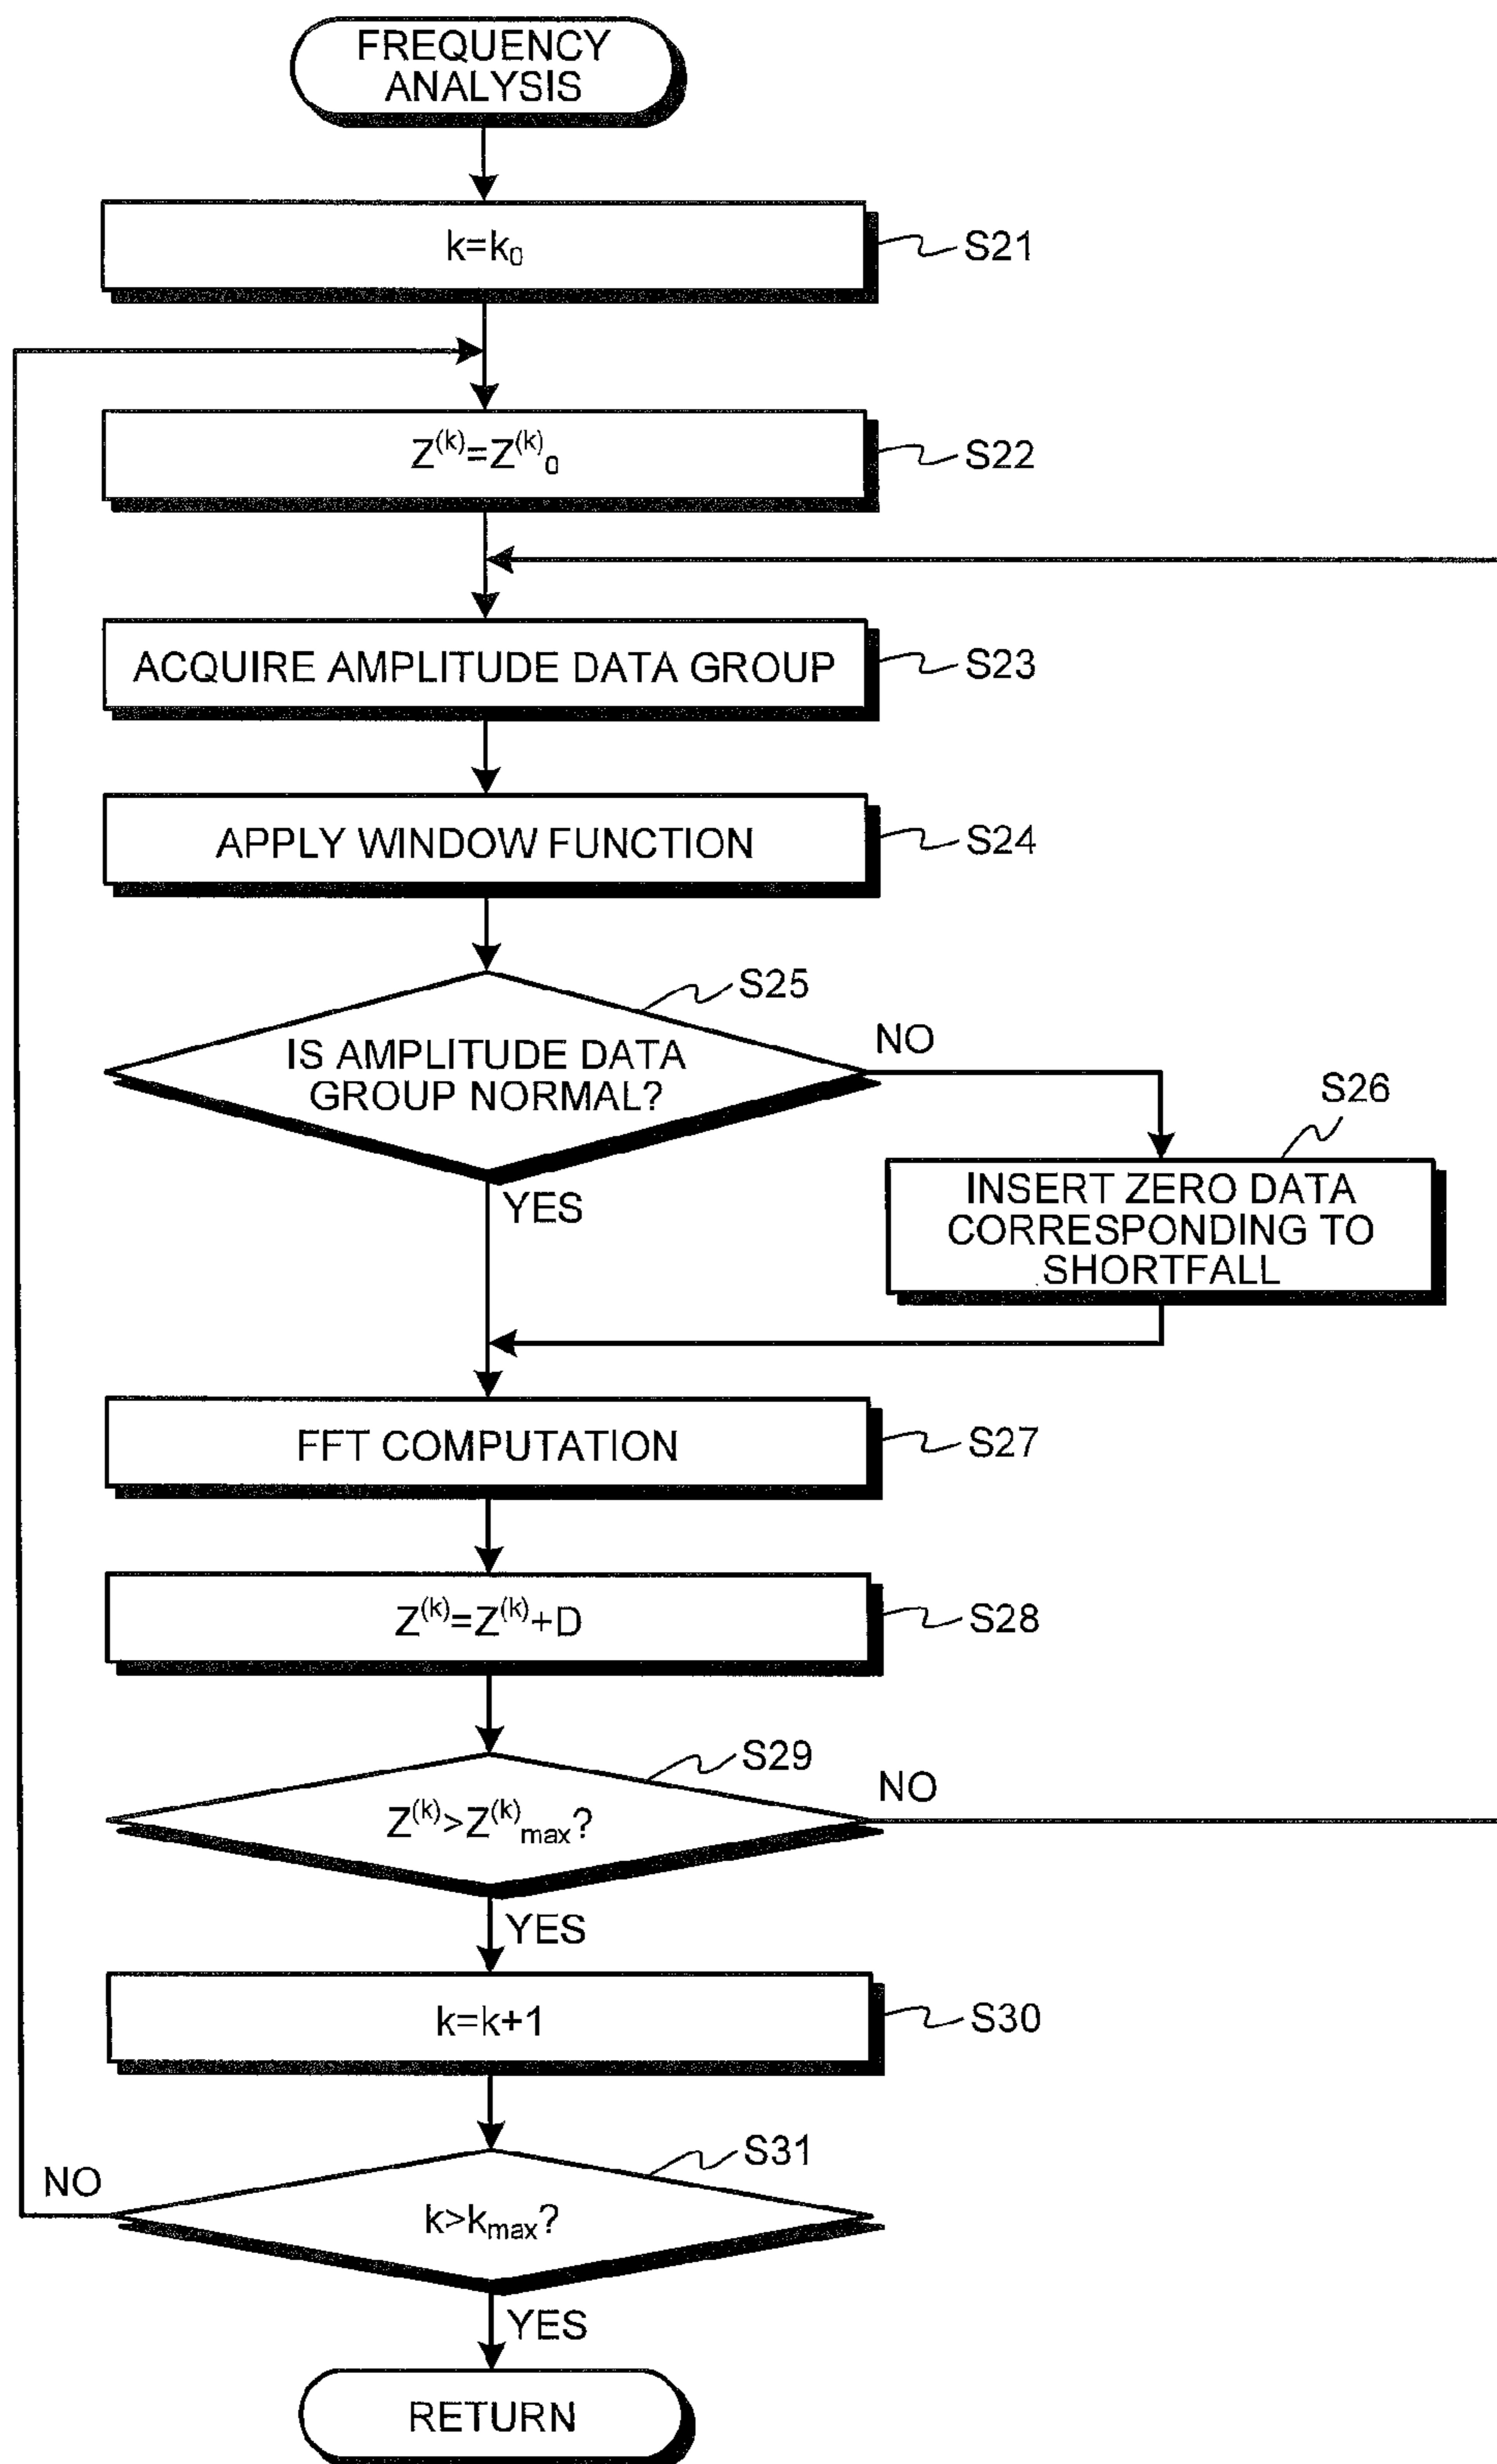 FREQUENCY
ANALYSIS
k=k₀
S21
Z⁽ᵏ⁾=Z⁽ᵏ⁾₀
S22
ACQUIRE AMPLITUDE DATA GROUP
S23
APPLY WINDOW FUNCTION
S24
S25
IS AMPLITUDE DATA
GROUP NORMAL?
NO
YES
S26
INSERT ZERO DATA
CORRESPONDING TO
SHORTFALL
FFT COMPUTATION
S27
Z⁽ᵏ⁾=Z⁽ᵏ⁾+D
S28
S29
Z⁽ᵏ⁾>Z⁽ᵏ⁾ₘₐₓ?
NO
YES
k=k+1
S30
S31
NO
k>kₘₐₓ?
YES
RETURN